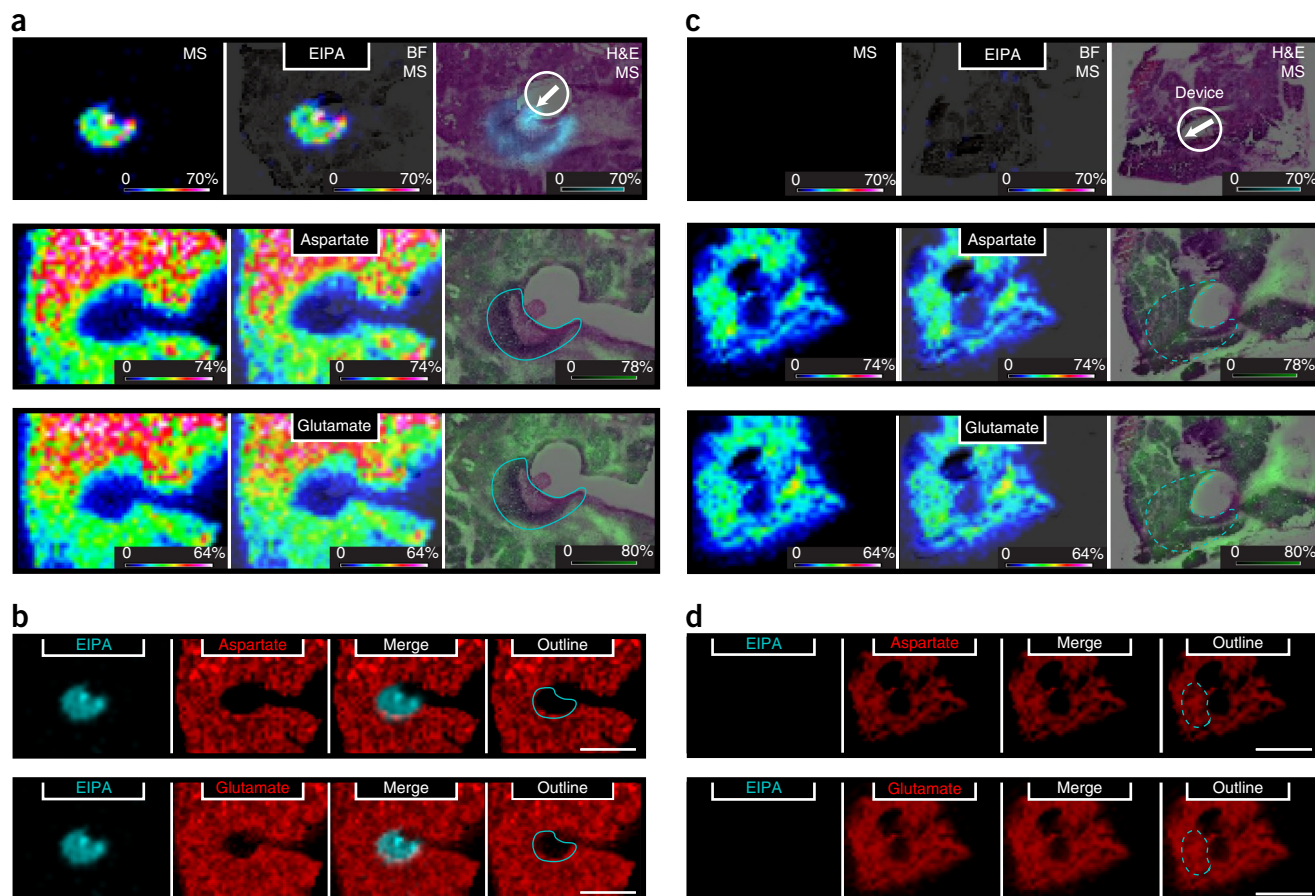 a
MS
EIPA
BF
MS
H&E
MS
0 70%
0 70%
0 70%
Aspartate
0 74%
0 74%
0 78%
Glutamate
0 64%
0 64%
0 80%
b
EIPA Aspartate Merge Outline
EIPA Glutamate Merge Outline
c
MS
EIPA
BF
MS
H&E
MS
Device
0 70%
0 70%
0 70%
Aspartate
0 74%
0 74%
0 78%
Glutamate
0 64%
0 64%
0 80%
d
EIPA Aspartate Merge Outline
EIPA Glutamate Merge Outline